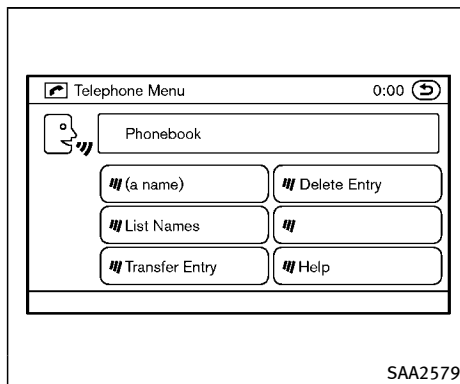 Telephone Menu 0:00
Phonebook
(a name) Delete Entry
List Names
Transfer Entry Help
SAA2579